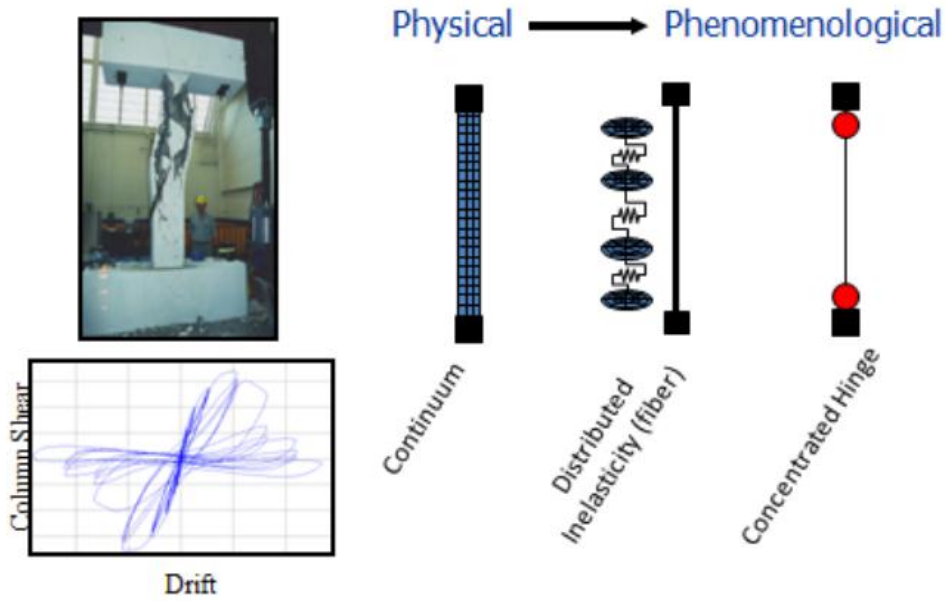 Physical
Phenomenological
Column Shear
Drift
Continuum
Distributed
Inelasticity (fiber)
Concentrated Hinge